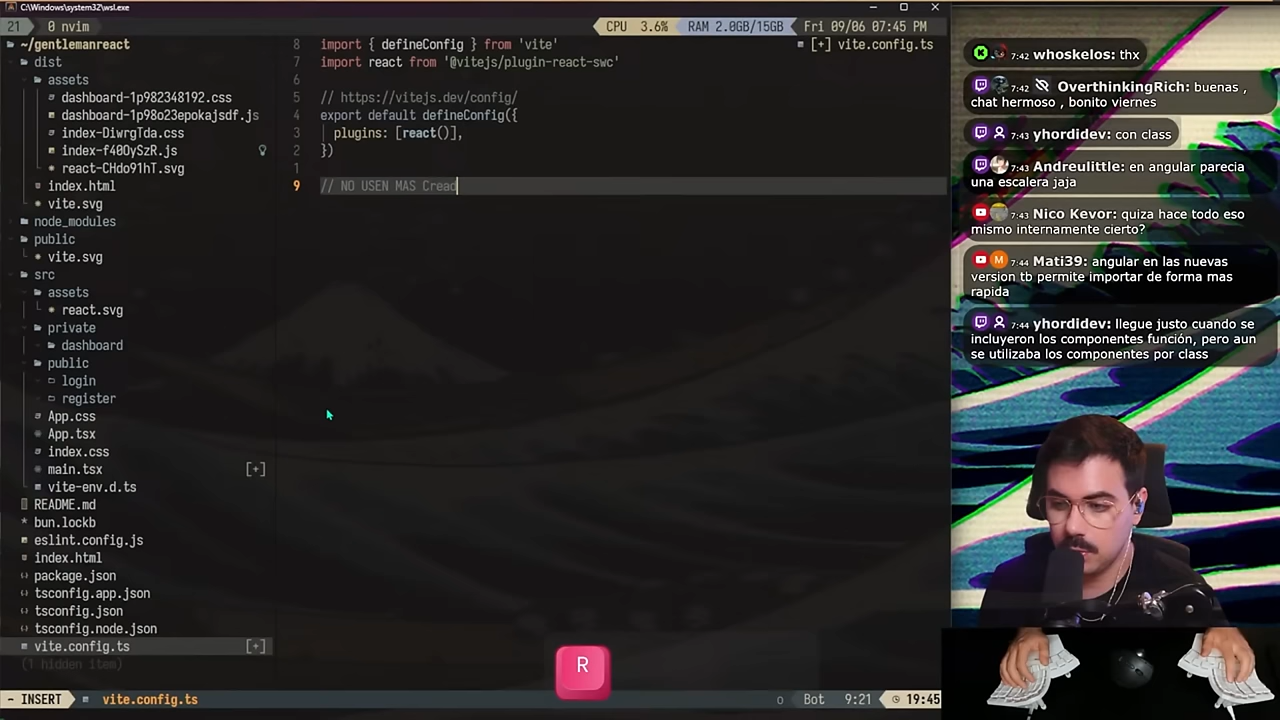 C:\Windows\system32\wsl.exe
21 0 nvim CPU 3.6% RAM 2.0GB/15GB Fri 09/06 07:45 PM
~/gentlemanreact
dist
assets
dashboard-1p982348192.css
dashboard-1p98o23epokajsdf.js
index-DiwrgTda.css
index-f40OySzR.js
react-CHdo91hT.svg
index.html
vite.svg
node_modules
public
vite.svg
src
assets
react.svg
private
dashboard
public
login
register
App.css
App.tsx
index.css
main.tsx [+]
vite-env.d.ts
README.md
bun.lockb
eslint.config.js
index.html
package.json
tsconfig.app.json
tsconfig.json
tsconfig.node.json
vite.config.ts [+]
(1 hidden item)
8 import { defineConfig } from 'vite'
7 import react from '@vitejs/plugin-react-swc'
6
5 // https://vitejs.dev/config/
4 export default defineConfig({
3 plugins: [react()],
2 })
1
9 // NO USEN MAS Cread
[+] vite.config.ts
R
~ INSERT vite.config.ts Bot 9:21 19:45
7:42 whoskelos: thx
7:42 OverthinkingRich: buenas ,
chat hermoso , bonito viernes
7:43 yhordidev: con class
7:43 Andreulittle: en angular parecia
una escalera jaja
7:43 Nico Kevor: quiza hace todo eso
mismo internamente cierto?
7:44 Mati39: angular en las nuevas
version tb permite importar de forma mas
rapida
7:44 yhordidev: llegue justo cuando se
incluyeron los componentes función, pero aun
se utilizaba los componentes por class